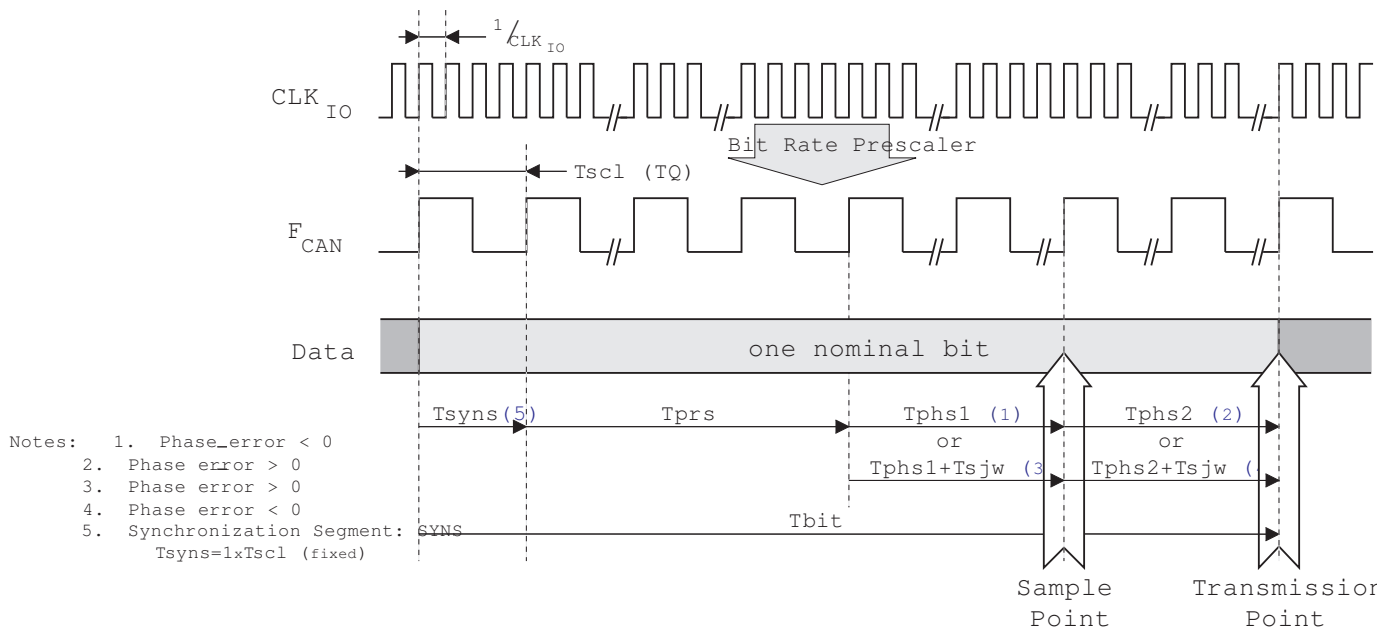 1/CLK IO
CLK IO
Bit Rate Prescaler
Tscl (TQ)
F CAN
Data
one nominal bit
Tsyns(5)
Tprs
Tphs1 (1)
Tphs2 (2)
or
or
Tphs1+Tsjw (3
Tphs2+Tsjw (
Tbit
Notes: 1. Phase error < 0
2. Phase error > 0
3. Phase error > 0
4. Phase error < 0
5. Synchronization Segment: SYNS
Tsyns=1xTscl (fixed)
Sample
Point
Transmission
Point